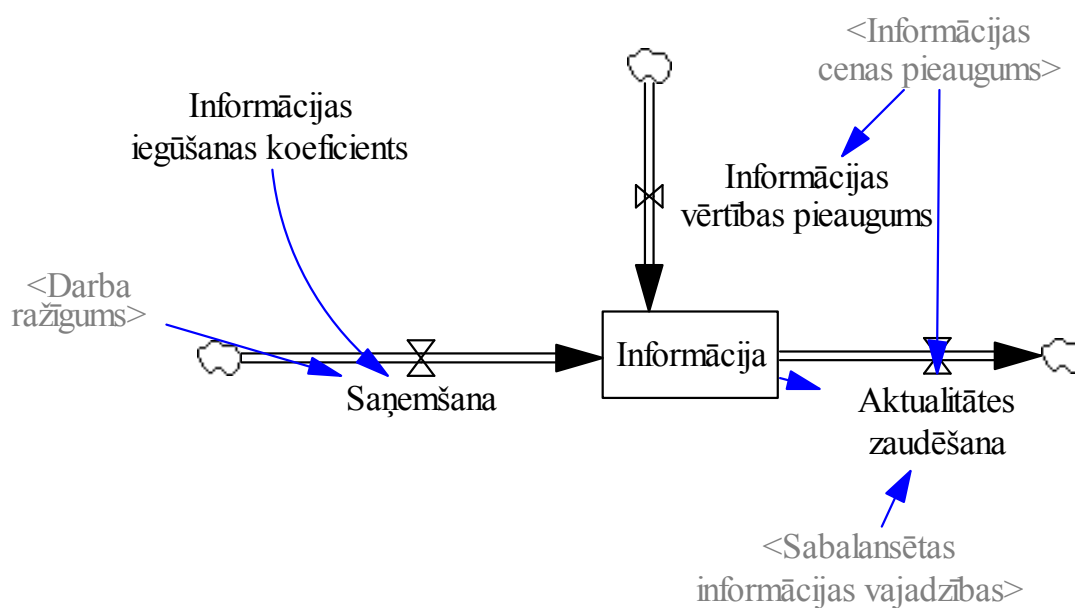 <Informācijas
cenas pieaugums>
Informācijas
iegūšanas koeficients
Informācijas
vērtības pieaugums
<Darba
ražīgums>
Informācija
Saņemšana
Aktualitātes
zaudēšana
<Sabalansētas
informācijas vajadzības>